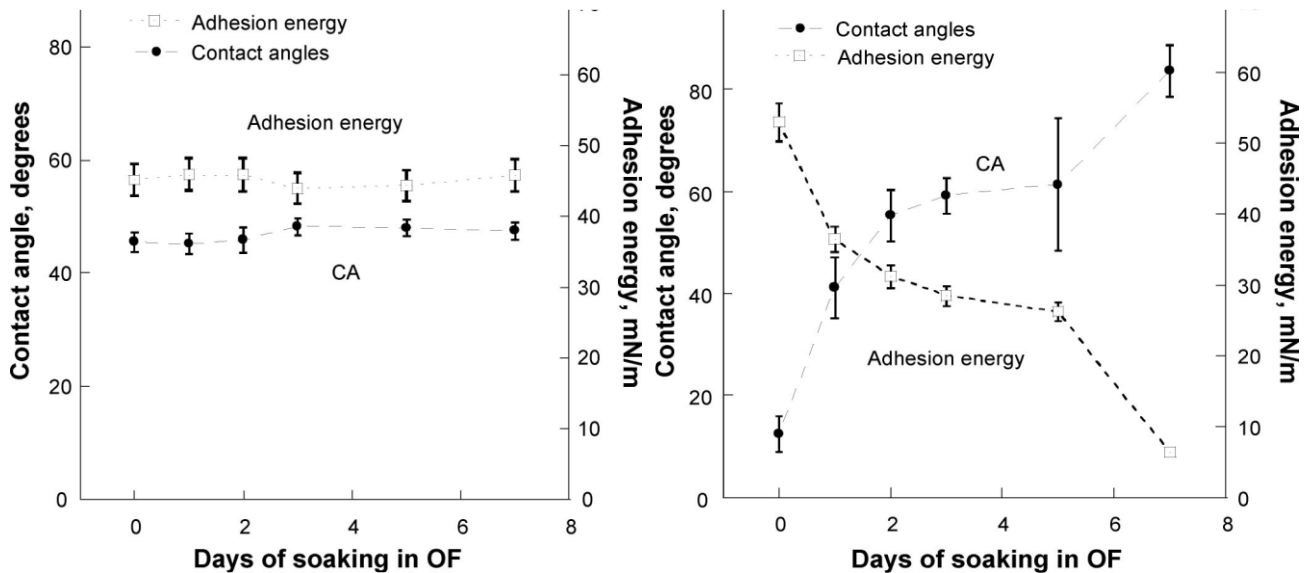 Adhesion energy
Contact angles
Adhesion energy
CA
80
60
40
20
0
60
50
40
30
20
10
0
0 2 4 6 8
Contact angle, degrees
Adhesion energy, mN/m
Days of soaking in OF
Contact angles
Adhesion energy
CA
Adhesion energy
80
60
40
20
0
60
50
40
30
20
10
0
0 2 4 6 8
Contact angle, degrees
Adhesion energy, mN/m
Days of soaking in OF